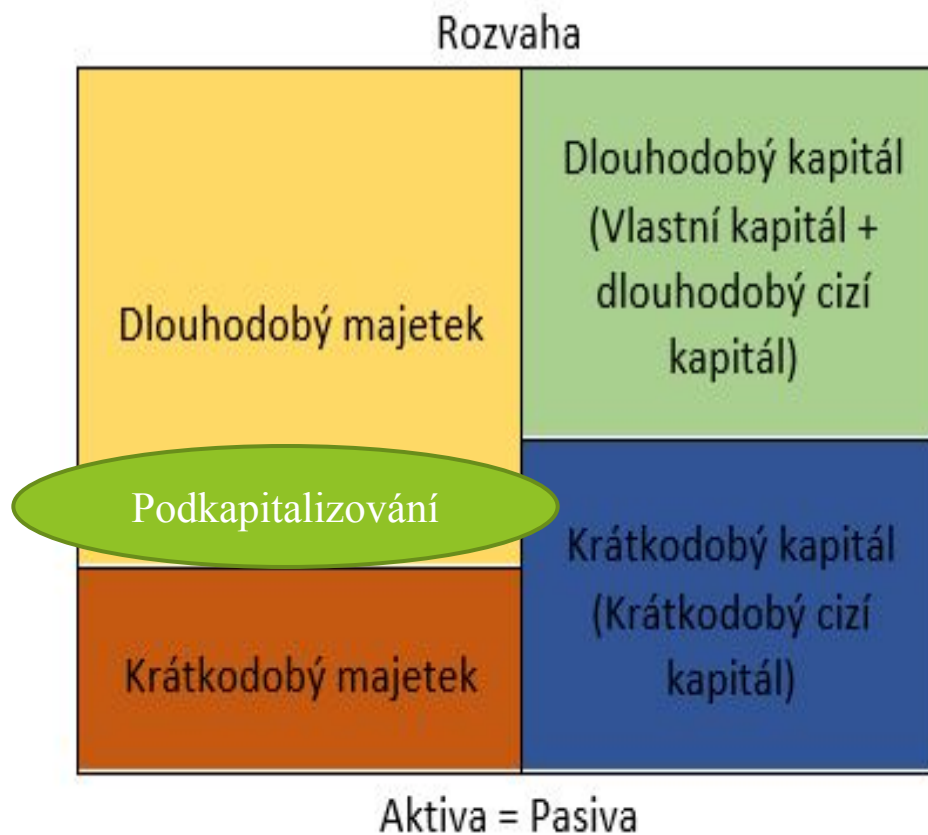 Rozvaha
Dlouhodobý majetek
Podkapitalizování
Krátkodobý majetek
Dlouhodobý kapitál
(Vlastní kapitál +
dlouhodobý cizí
kapitál)
Krátkodobý kapitál
(Krátkodobý cizí
kapitál)
Aktiva = Pasiva